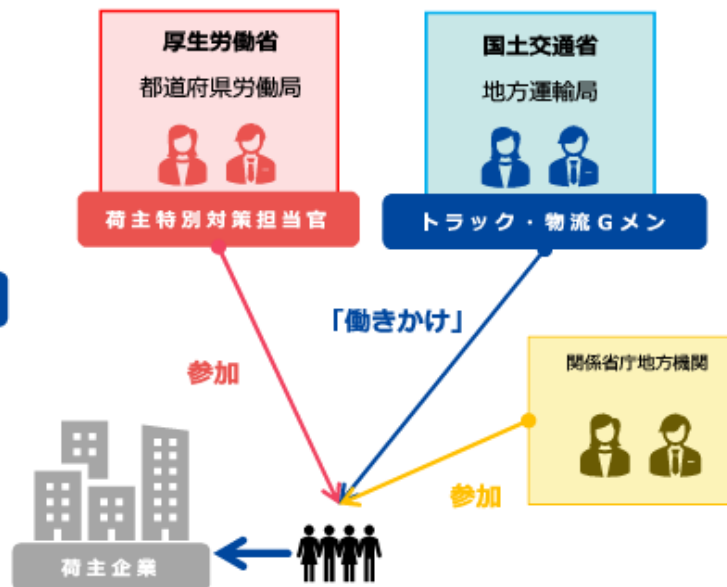 厚生労働省
都道府県労働局
荷主特別対策担当官
国土交通省
地方運輸局
トラック・物流Gメン
「働きかけ」
参加
関係省庁地方機関
参加
荷主企業